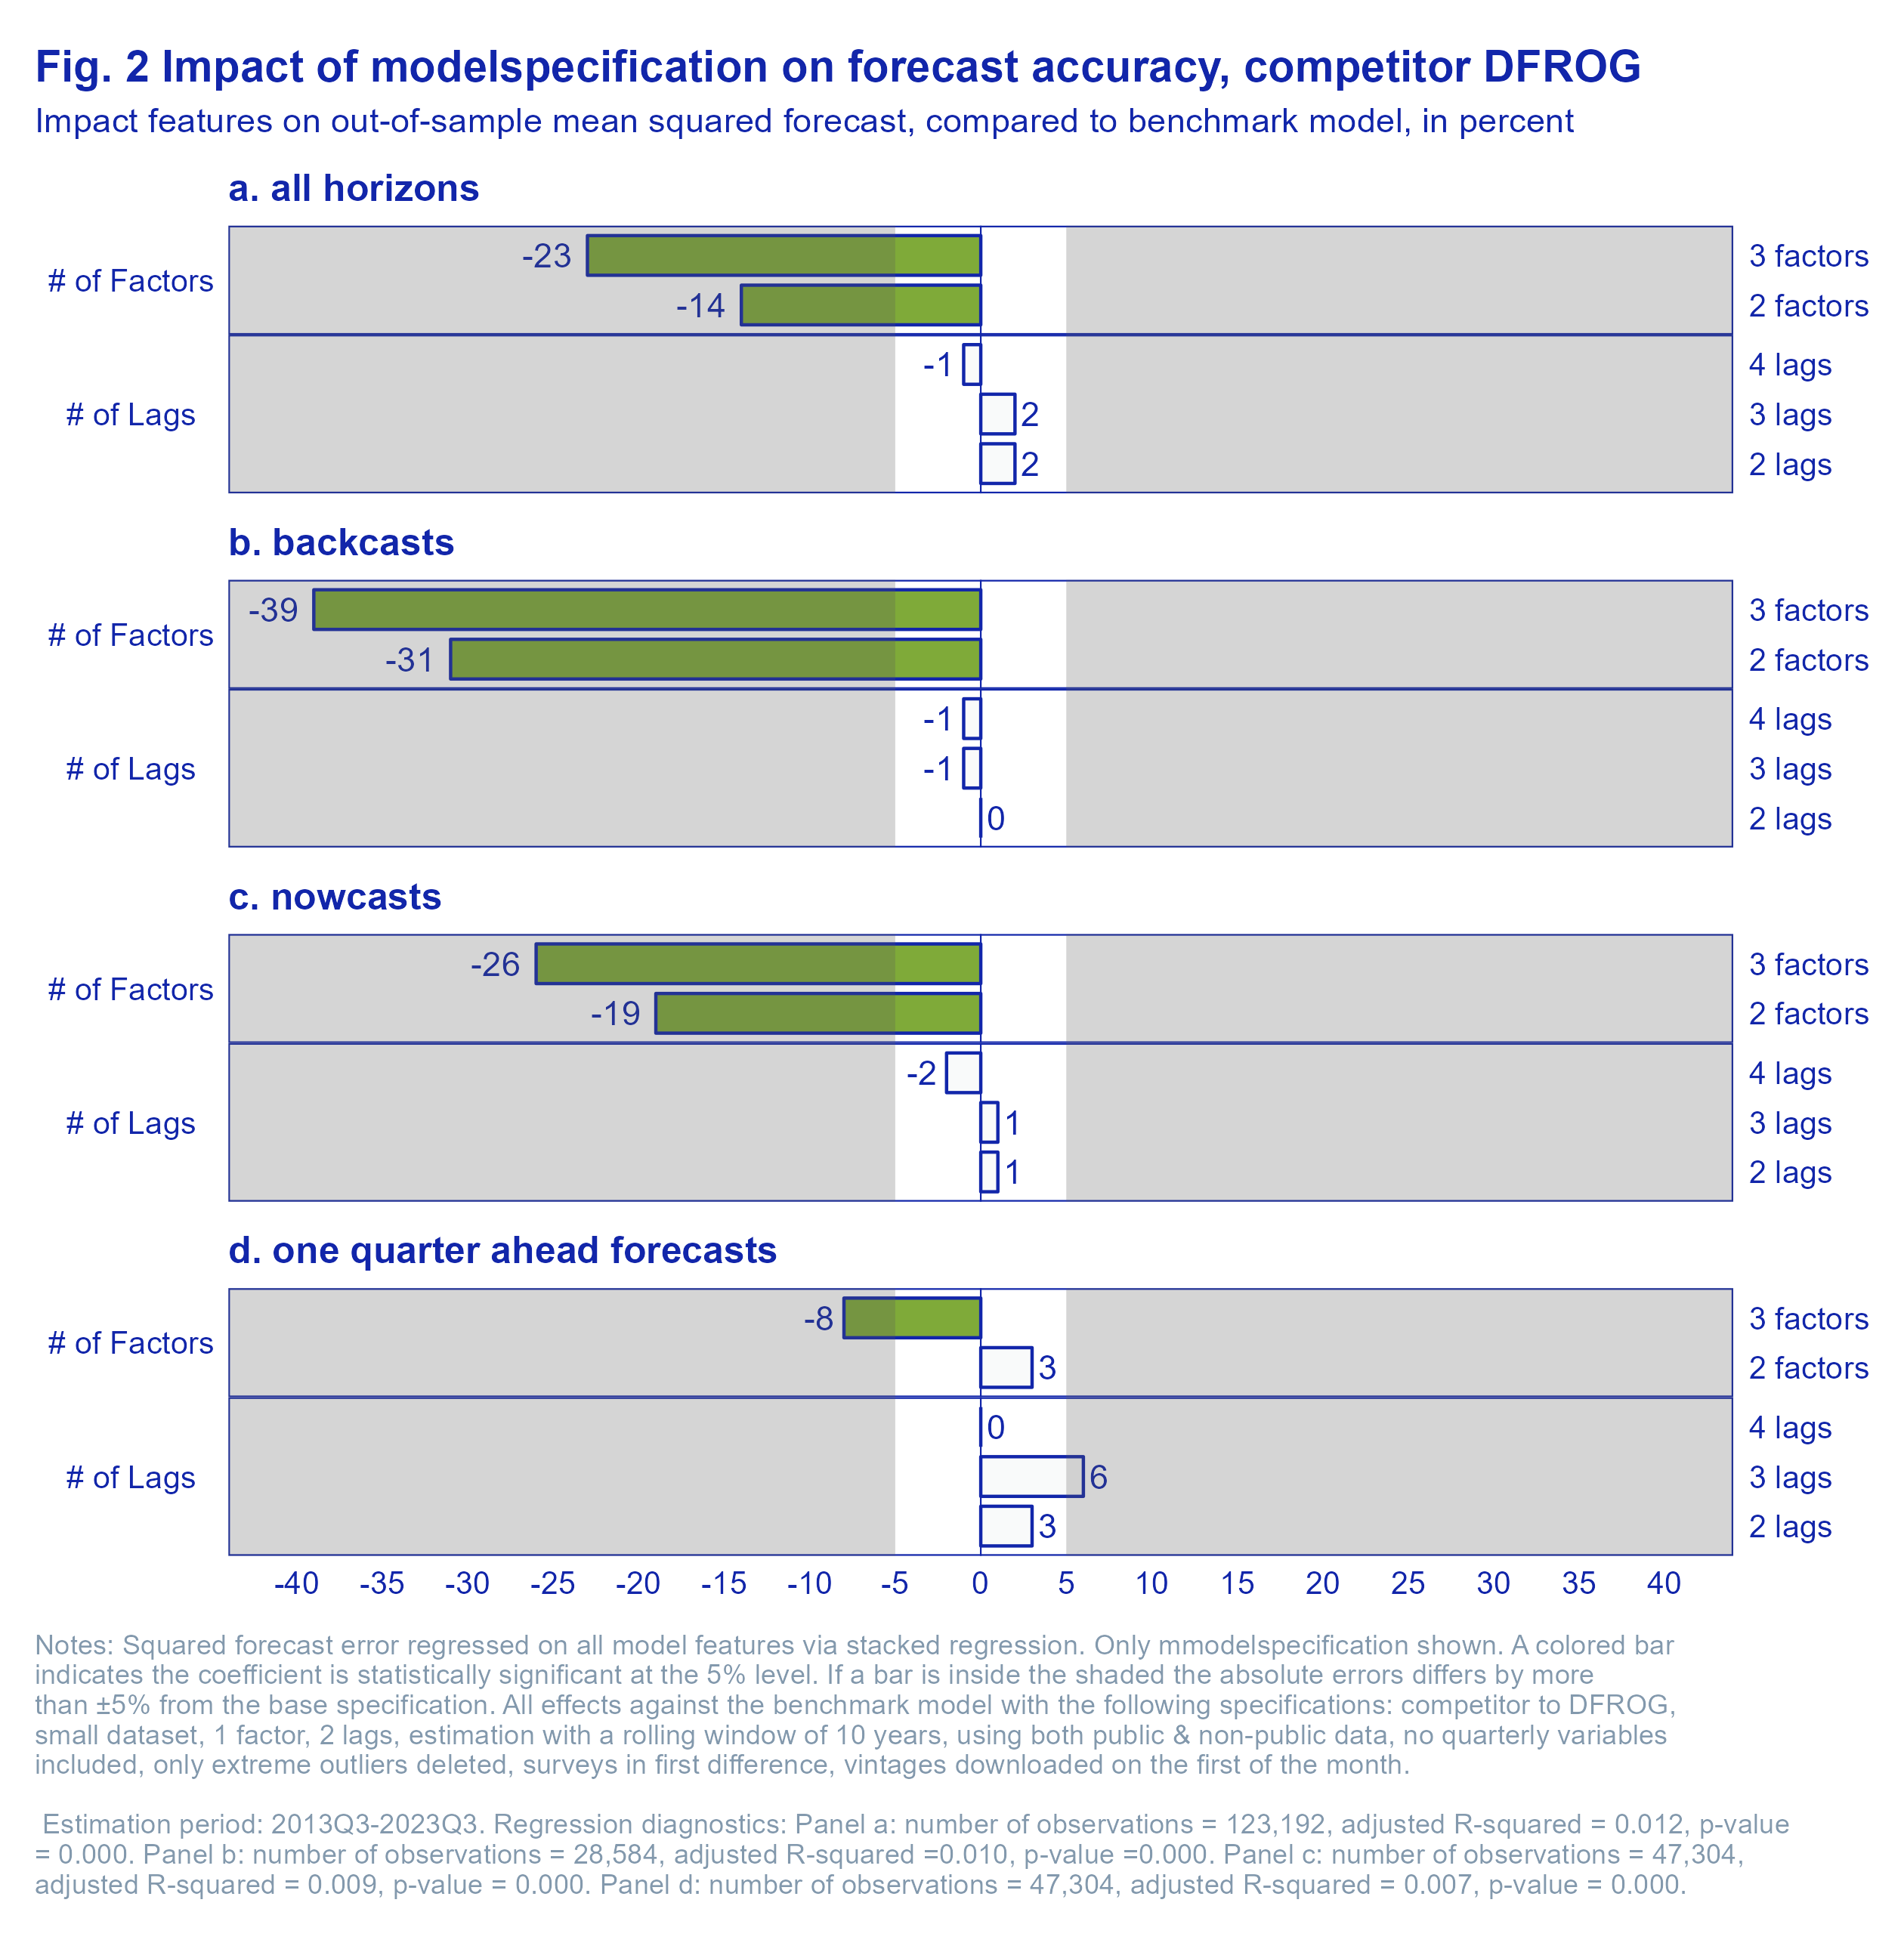 Fig. 2 Impact of modelspecification on forecast accuracy, competitor DFROG
Impact features on out-of-sample mean squared forecast, compared to benchmark model, in percent
a. all horizons
# of Factors
-23
3 factors
-14
2 factors
# of Lags
-1
4 lags
2
3 lags
2
2 lags
b. backcasts
# of Factors
-39
3 factors
-31
2 factors
# of Lags
-1
4 lags
-1
3 lags
0
2 lags
c. nowcasts
# of Factors
-26
3 factors
-19
2 factors
# of Lags
-2
4 lags
1
3 lags
1
2 lags
d. one quarter ahead forecasts
# of Factors
-8
3 factors
3
2 factors
# of Lags
0
4 lags
6
3 lags
3
2 lags
-40 -35 -30 -25 -20 -15 -10 -5 0 5 10 15 20 25 30 35 40
Notes: Squared forecast error regressed on all model features via stacked regression. Only mmodelspecification shown. A colored bar
indicates the coefficient is statistically significant at the 5% level. If a bar is inside the shaded the absolute errors differs by more
than ±5% from the base specification. All effects against the benchmark model with the following specifications: competitor to DFROG,
small dataset, 1 factor, 2 lags, estimation with a rolling window of 10 years, using both public & non-public data, no quarterly variables
included, only extreme outliers deleted, surveys in first difference, vintages downloaded on the first of the month.
Estimation period: 2013Q3-2023Q3. Regression diagnostics: Panel a: number of observations = 123,192, adjusted R-squared = 0.012, p-value
= 0.000. Panel b: number of observations = 28,584, adjusted R-squared =0.010, p-value =0.000. Panel c: number of observations = 47,304,
adjusted R-squared = 0.009, p-value = 0.000. Panel d: number of observations = 47,304, adjusted R-squared = 0.007, p-value = 0.000.